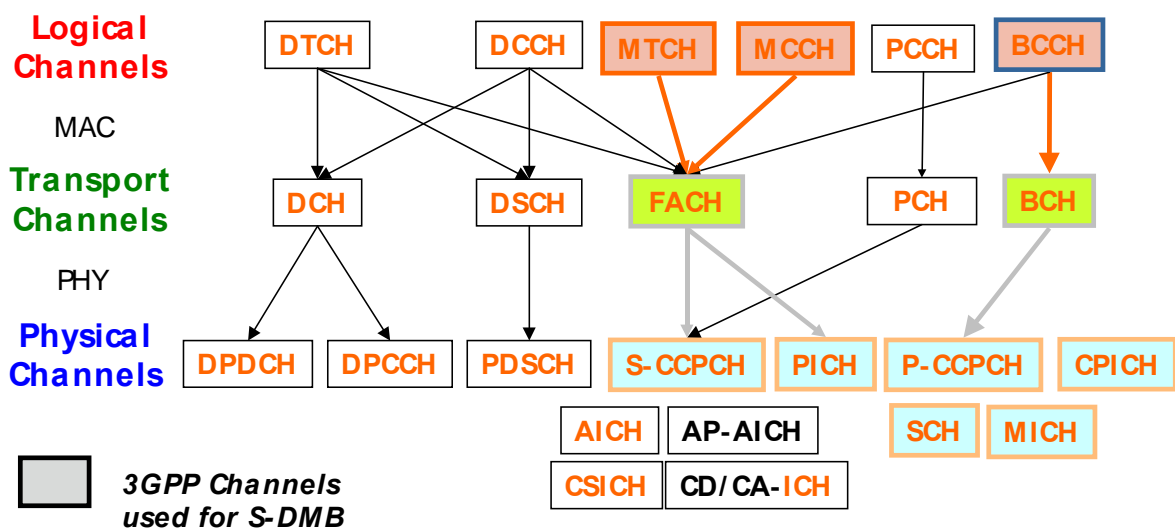 Logical
Channels
DTCH DCCH MTCH MCCH PCCH BCCH
MAC
Transport
Channels
DCH DSCH FACH PCH BCH
PHY
Physical
Channels
DPDCH DPCCH PDSCH S-CCPCH PICH P-CCPCH CPICH
AICH AP-AICH SCH MICH
CSICH CD/CA-ICH
3GPP Channels
used for S-DMB